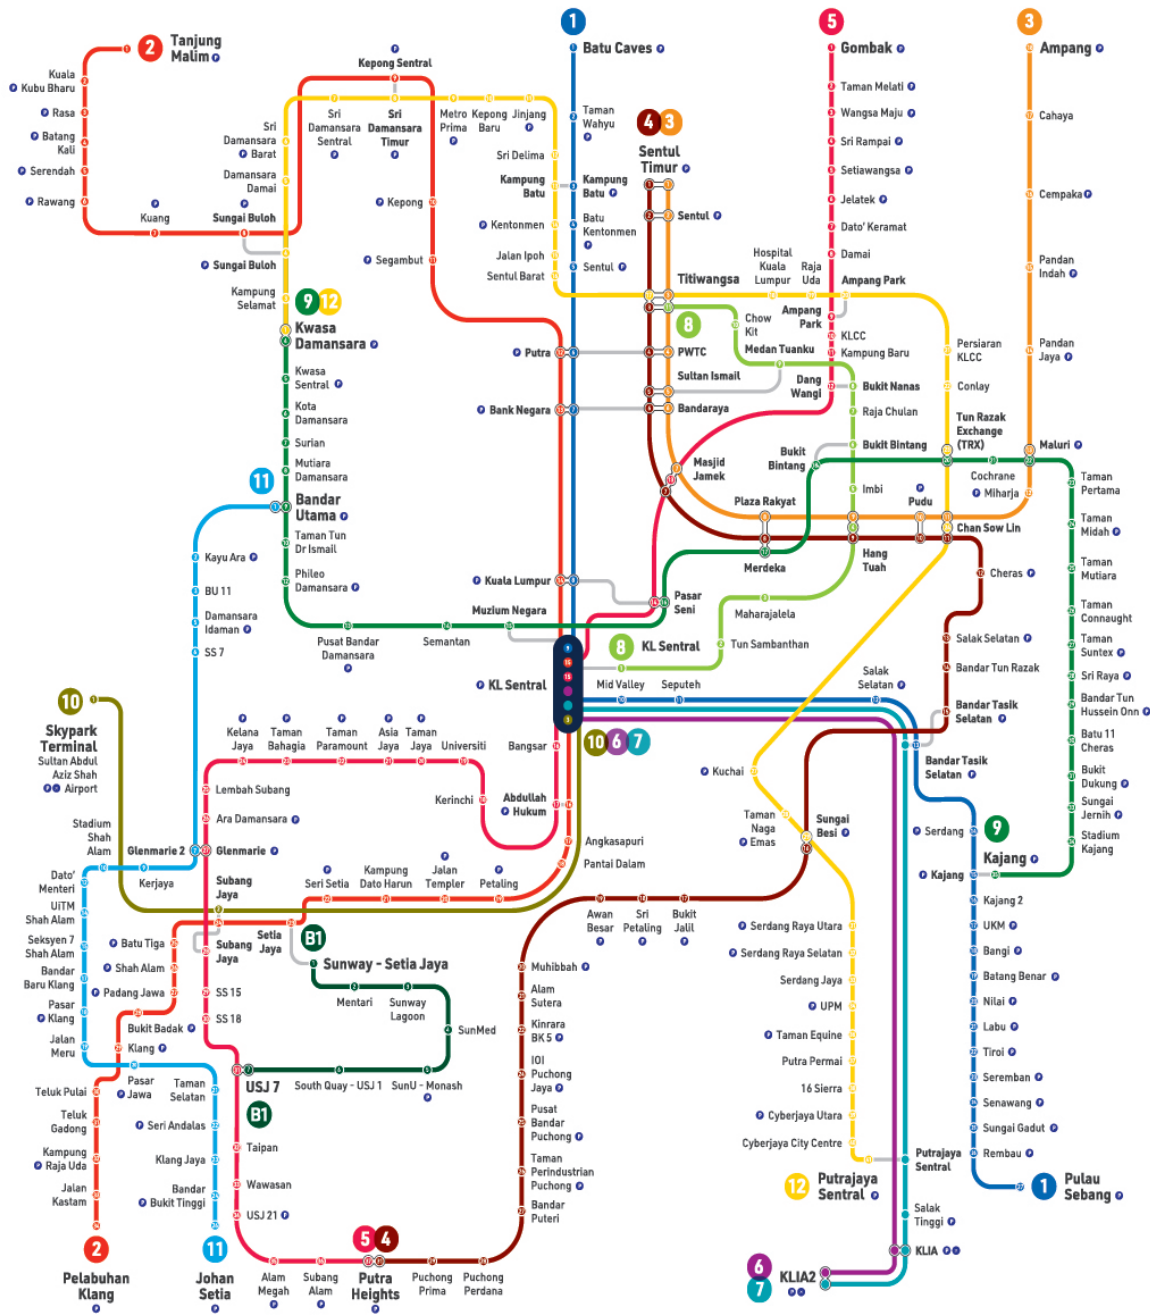 2
Tanjung
Malim P
Kepong Sentral
1
Batu Caves P
5
Gombak P
3
Ampang P
Kuala
P Kubu Bharu
P Rasa
P Batang
Kali
P Serendah
P Rawang
P
Kuang
P
Sungai Buloh
P Sungai Buloh
Sri
Damansara
P Barat
Damansara
Damai
Kampung
Selamat
Sri
Damansara
Sentral
P
Sri
Damansara
Timur
P
Metro
Prima
P
Kepong
Baru
Jinjang
P
P
Kepong
P Segambut
Sri Delima
Kampung
Batu
P Kentonmen
Jalan Ipoh
Sentul Barat
Taman
Wahyu
P
Kampung
Batu P
Batu
Kentonmen
P
Sentul P
4 3
Sentul
Timur P
Sentul P
Titiwangsa
8
Chow
Kit
Medan Tuanku
PWTC
Sultan Ismail
Bandaraya
P Putra
P Bank Negara
Taman Melati P
Wangsa Maju P
Sri Rampai P
Setiawangsa P
Jelatek P
Dato' Keramat
Damai
Hospital
Kuala
Lumpur
Raja
Uda
Ampang Park
Ampang
Park
KLCC
Kampung Baru
Dang
Wangi
Bukit Nanas
Raja Chulan
Bukit Bintang
Bukit
Bintang
Imbi
Cahaya
Cempaka P
Pandan
Indah P
Pandan
Jaya P
Persiaran
KLCC
Conlay
Tun Razak
Exchange
(TRX)
Maluri P
Cochrane
P Miharja
P
Pudu
Chan Sow Lin
Masjid
Jamek
Plaza Rakyat
Merdeka
Hang
Tuah
9 12
Kwasa
Damansara P
Kwasa
Sentral P
Kota
Damansara
Surian
Mutiara
Damansara
11
Bandar
Utama P
Taman Tun
Dr Ismail
Phileo
Damansara P
Pusat Bandar
Damansara
P
Semantan
Muzium Negara
P Kuala Lumpur
Pasar
Seni
Maharajalela
Tun Sambanthan
8 KL Sentral
P KL Sentral
10 6 7
Mid Valley
Seputeh
Salak
Selatan P
Cheras P
Salak Selatan P
Bandar Tun Razak
Bandar Tasik
Selatan P
Bandar Tasik
Selatan P
Taman
Pertama
Taman
Midah P
Taman
Mutiara
Taman
Connaught
Taman
Suntex P
Sri Raya P
Bandar Tun
Hussein Onn P
Batu 11
Cheras
Bukit
Dukung P
Sungai
Jernih P
Stadium
Kajang
9
Kajang P
P Serdang
P Kajang
Kajang 2
UKM P
Bangi P
Batang Benar P
Nilai P
Labu P
Tiroi P
Seremban P
Senawang P
Sungai Gadut P
Rembau P
1 Pulau
Sebang P
Kayu Ara P
BU 11
Damansara
Idaman P
SS 7
10
Skypark
Terminal
Sultan Abdul
Aziz Shah
P Airport
P
Kelana
Jaya
P
Taman
Bahagia
P
Taman
Paramount
P
Asia
Jaya
P
Taman
Jaya
Universiti
Kerinchi
Bangsar
Abdullah
P Hukum
Angkasapuri
Pantai Dalam
Lembah Subang
Ara Damansara P
Glenmarie P
Glenmarie 2
Kerjaya
Stadium
Shah
Alam
Dato'
Menteri
UiTM
Shah Alam
Seksyen 7
Shah Alam
Bandar
Baru Klang
Pasar
P Klang
Jalan
Meru
Pasar
P Jawa
Subang
Jaya
Subang
Jaya
P
Seri Setia
Kampung
Dato Harun
P
Jalan
Templer
P
Petaling
Setia
Jaya
B1
Sunway - Setia Jaya
Mentari
Sunway
Lagoon
SunMed
SunU - Monash
P
South Quay - USJ 1
USJ 7
B1
P Batu Tiga
P Shah Alam
P Padang Jawa
Bukit Badak P
Klang P
Teluk Pulai
Teluk
Gadong
Kampung
P Raja Uda
Jalan
Kastam
2
Pelabuhan
Klang
P
SS 15
SS 18
Taman
Selatan
P Seri Andalas
Klang Jaya
Bandar
P Bukit Tinggi
11
Johan
Setia
P
Taipan
Wawasan
USJ 21 P
Alam
Megah
P
Subang
Alam
P
5 4
Putra
Heights
P
Puchong
Prima
Puchong
Perdana
Bandar
Puteri
Taman
Perindustrian
Puchong P
Pusat
Bandar
Puchong P
IOI
Puchong
Jaya P
Kinrara
BK 5 P
Alam
Sutera
Muhibbah P
Awan
Besar
P
Sri
Petaling
P
Bukit
Jalil
P
P Kuchai
Taman
Naga
P Emas
Sungai
Besi P
P Serdang Raya Utara
P Serdang Raya Selatan
Serdang Jaya
P UPM
P Taman Equine
Putra Permai
16 Sierra
P Cyberjaya Utara
Cyberjaya City Centre
12 Putrajaya
Sentral P
Putrajaya
Sentral
Salak
Tinggi P
KLIA P
6
7
KLIA2
P